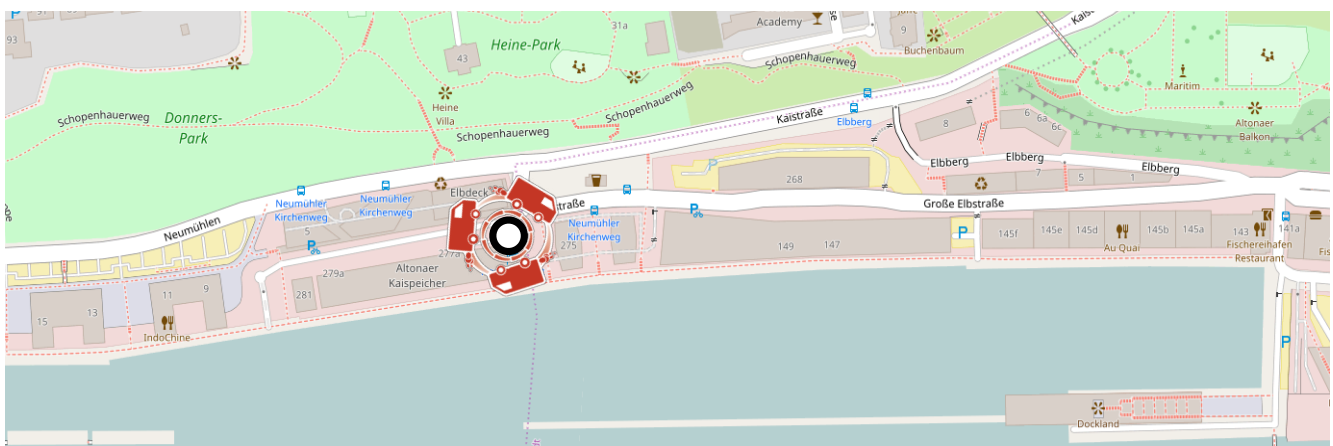 P
93
31a
Academy
9
Buchenbaum
Heine-Park
43
Heine
Villa
Schopenhauerweg
Schopenhauerweg
Schopenhauerweg
Schopenhauerweg
Donners-
Park
Kaistraße
Elbberg
Maritim
Altonaer
Balkon
8
6
6a
6c
Elbberg
Elbberg
Elbberg
7
5
1
P
268
Große Elbstraße
Neumühlen
Neumühler
Kirchenweg
Neumühler
Kirchenweg
Elbdeck
Neumühler
Kirchenweg
5
P
P
P
275
277a
279a
281
Altonaer
Kaispeicher
149
147
145f
145e
145d
145b
145a
143
141a
Au Quai
Fischereihafen
Restaurant
15
13
11
9
IndoChine
P
Dockland